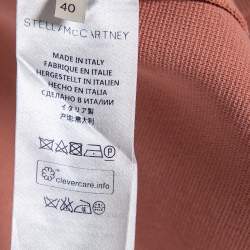 40
STELLA McCARTNEY
MADE IN ITALY
FABRIQUE EN ITALIE
HERGESTELLT IN ITALIEN
HECHO EN ITALIA
СДЕЛАНО В ИТАЛИИ
イタリア製
产地:意大利
clevercare.info